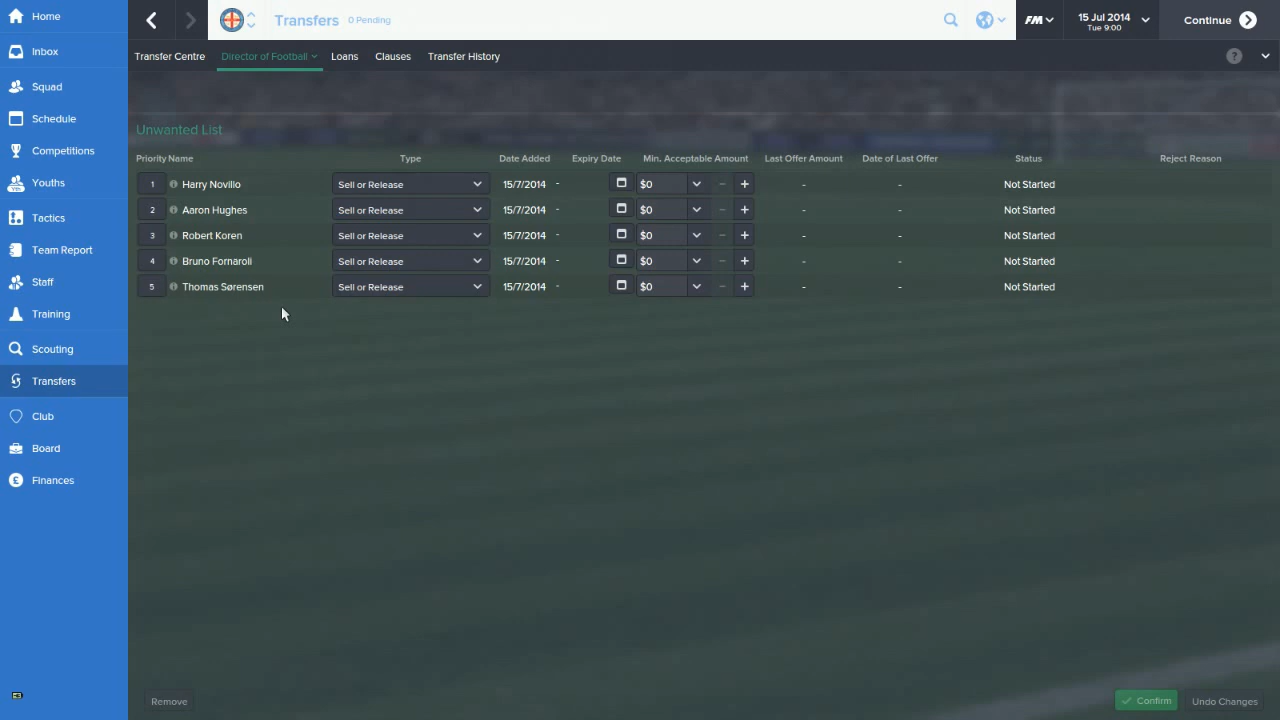 Home
Inbox
Squad
Schedule
Competitions
Youths
Tactics
Team Report
Staff
Training
Scouting
Transfers
Club
Board
Finances
Transfers 0 Pending
FM
15 Jul 2014
Tue 9:00
Continue
Transfer Centre Director of Football Loans Clauses Transfer History ?
Unwanted List
Priority Name Type Date Added Expiry Date Min. Acceptable Amount Last Offer Amount Date of Last Offer Status Reject Reason
1 Harry Novillo Sell or Release 15/7/2014 - $0 - + - - Not Started
2 Aaron Hughes Sell or Release 15/7/2014 - $0 - + - - Not Started
3 Robert Koren Sell or Release 15/7/2014 - $0 - + - - Not Started
4 Bruno Fornaroli Sell or Release 15/7/2014 - $0 - + - - Not Started
5 Thomas Sørensen Sell or Release 15/7/2014 - $0 - + - - Not Started
Remove Confirm Undo Changes